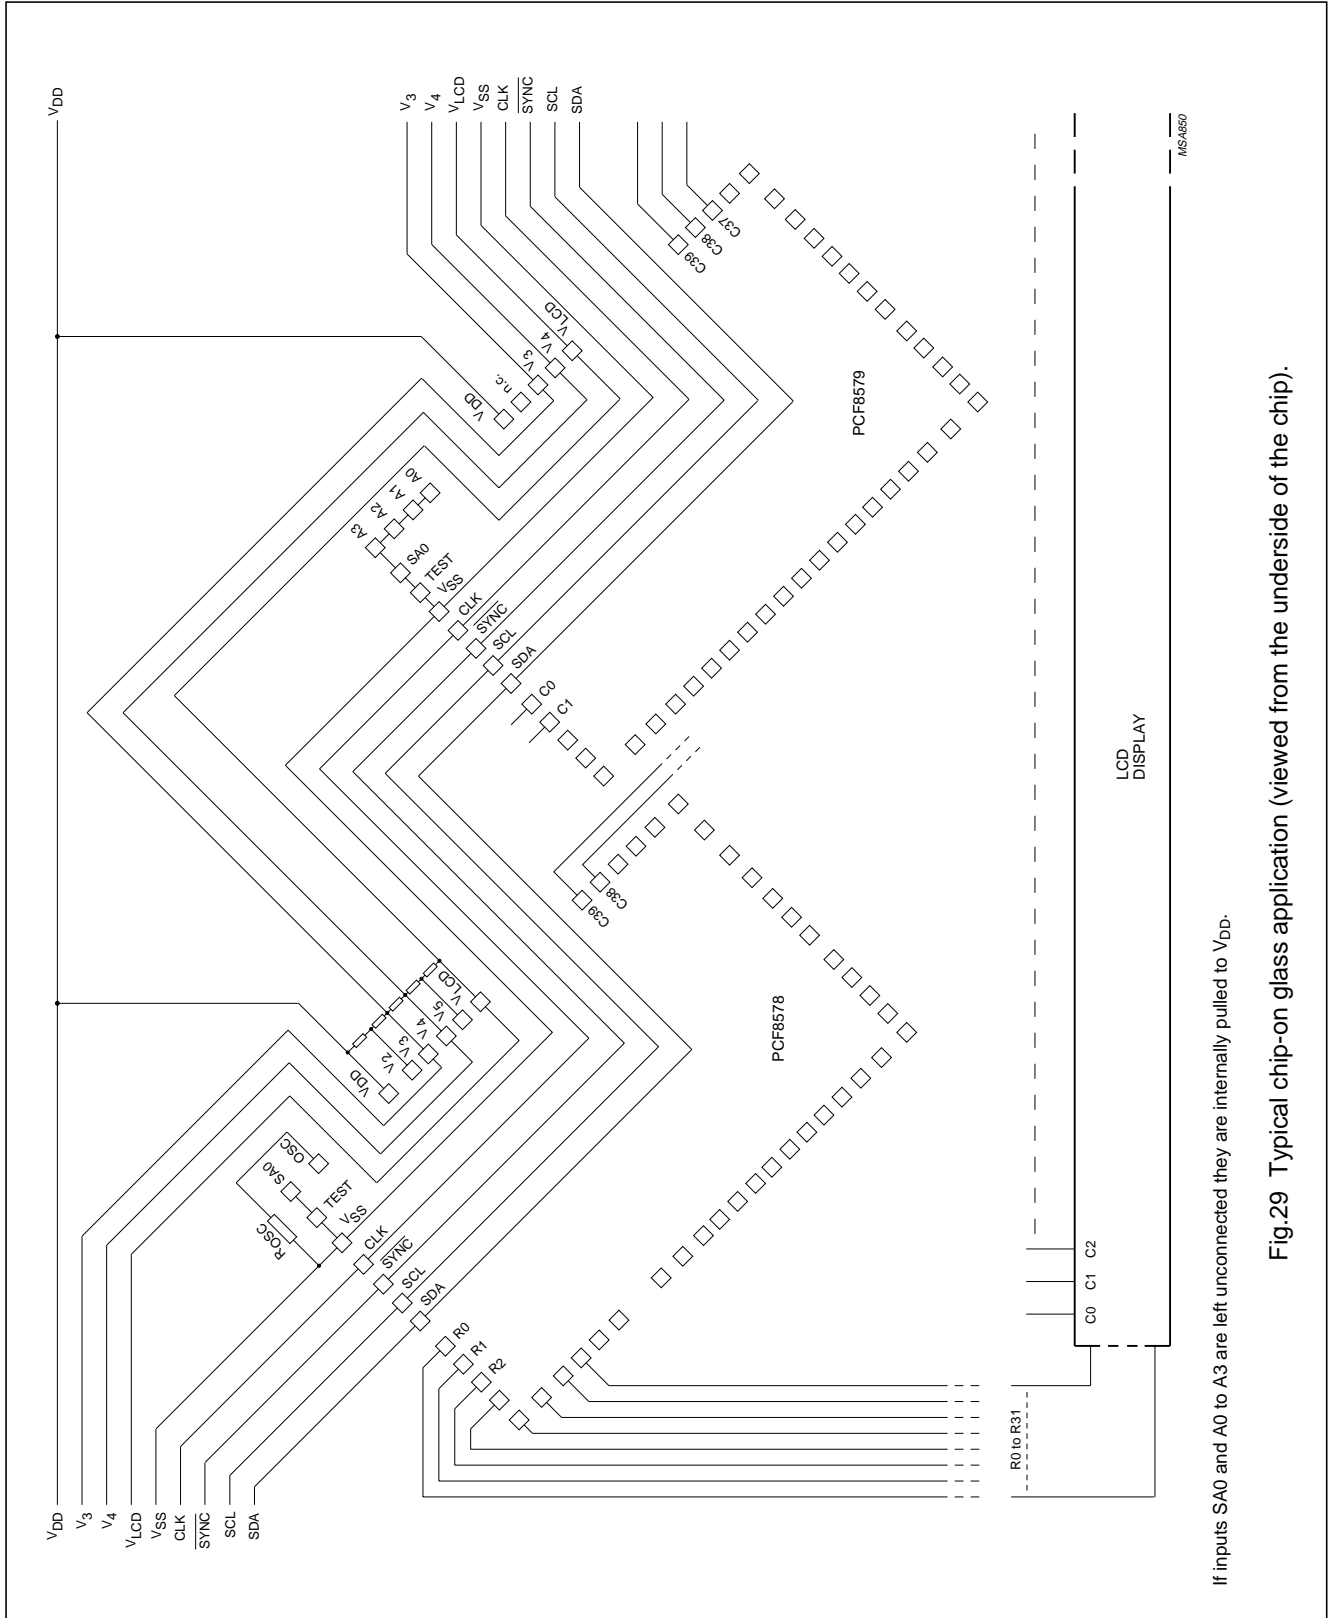 VDD
V3
V4
VLCD
VSS
CLK
SYNC
SCL
SDA
VDD
V3
V4
VLCD
VSS
CLK
SYNC
SCL
SDA
ROSC
SA0
OSC
TEST
VSS
CLK
SYNC
SCL
SDA
R0
R1
R2
VDD
V2
V3
V4
V5
VLCD
C39
C38
PCF8578
A3
A2
A1
A0
SA0
TEST
VSS
CLK
SYNC
SCL
SDA
C0
C1
VDD
n.c.
V3
V4
VLCD
C39
C38
C37
PCF8579
R0 to R31
C0
C1
C2
LCD
DISPLAY
MSA850
If inputs SA0 and A0 to A3 are left unconnected they are internally pulled to VDD.
Fig.29 Typical chip-on glass application (viewed from the underside of the chip).